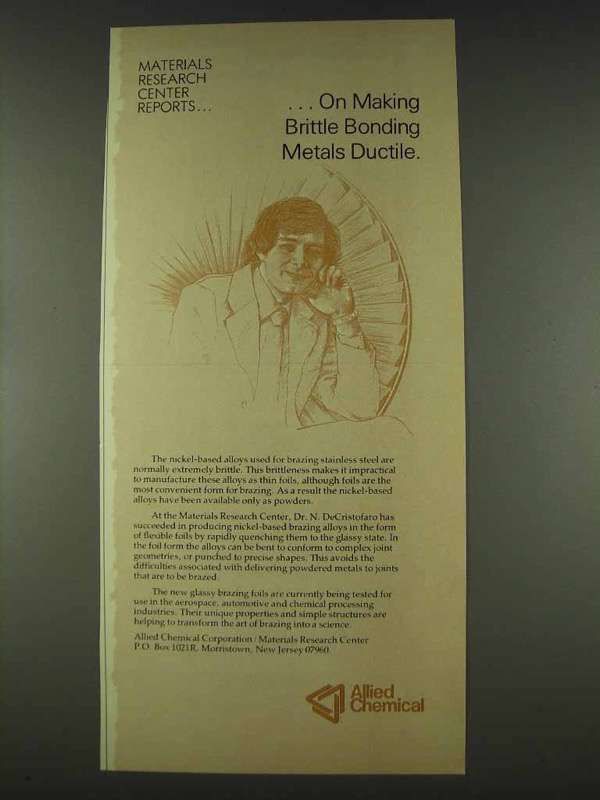 MATERIALS
RESEARCH
CENTER
REPORTS...
... On Making
Brittle Bonding
Metals Ductile.
The nickel-based alloys used for brazing stainless steel are
normally extremely brittle. This brittleness makes it impractical
to manufacture these alloys as thin foils, although foils are the
most convenient form for brazing. As a result the nickel-based
alloys have been available only as powders.
At the Materials Research Center, Dr. N. DeCristofaro has
succeeded in producing nickel-based brazing alloys in the form
of flexible foils by rapidly quenching them to the glassy state. In
the foil form the alloys can be bent to conform to complex joint
geometries, or punched to precise shapes. This avoids the
difficulties associated with delivering powdered metals to joints
that are to be brazed.
The new glassy brazing foils are currently being tested for
use in the aerospace, automotive and chemical processing
industries. Their unique properties and simple structures are
helping to transform the art of brazing into a science.
Allied Chemical Corporation/Materials Research Center
P.O. Box 1021R, Morristown, New Jersey 07960.
Allied
Chemical